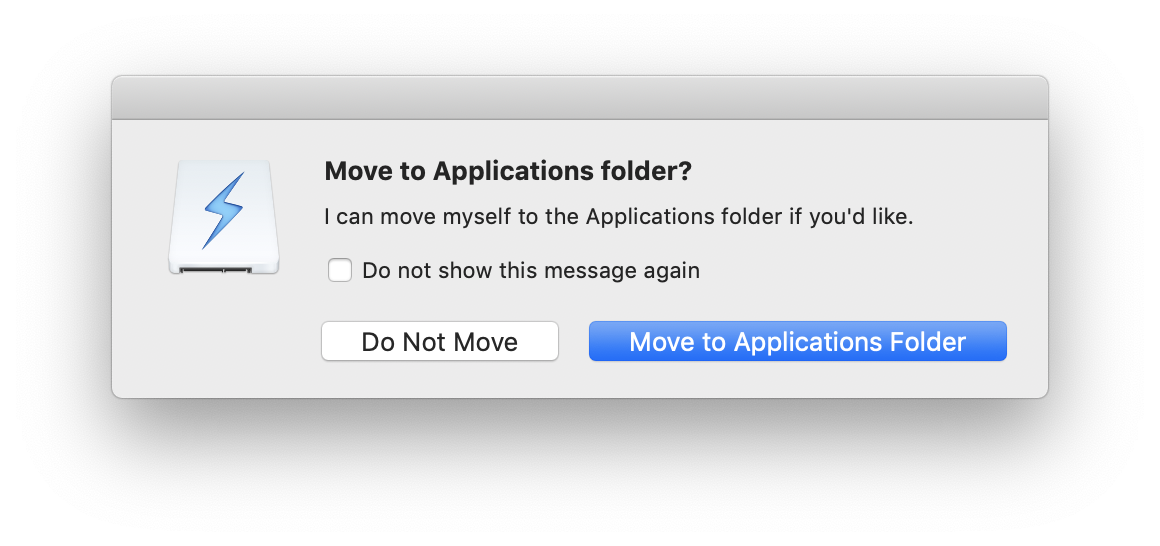 Move to Applications folder?
I can move myself to the Applications folder if you'd like.
Do not show this message again
Do Not Move
Move to Applications Folder